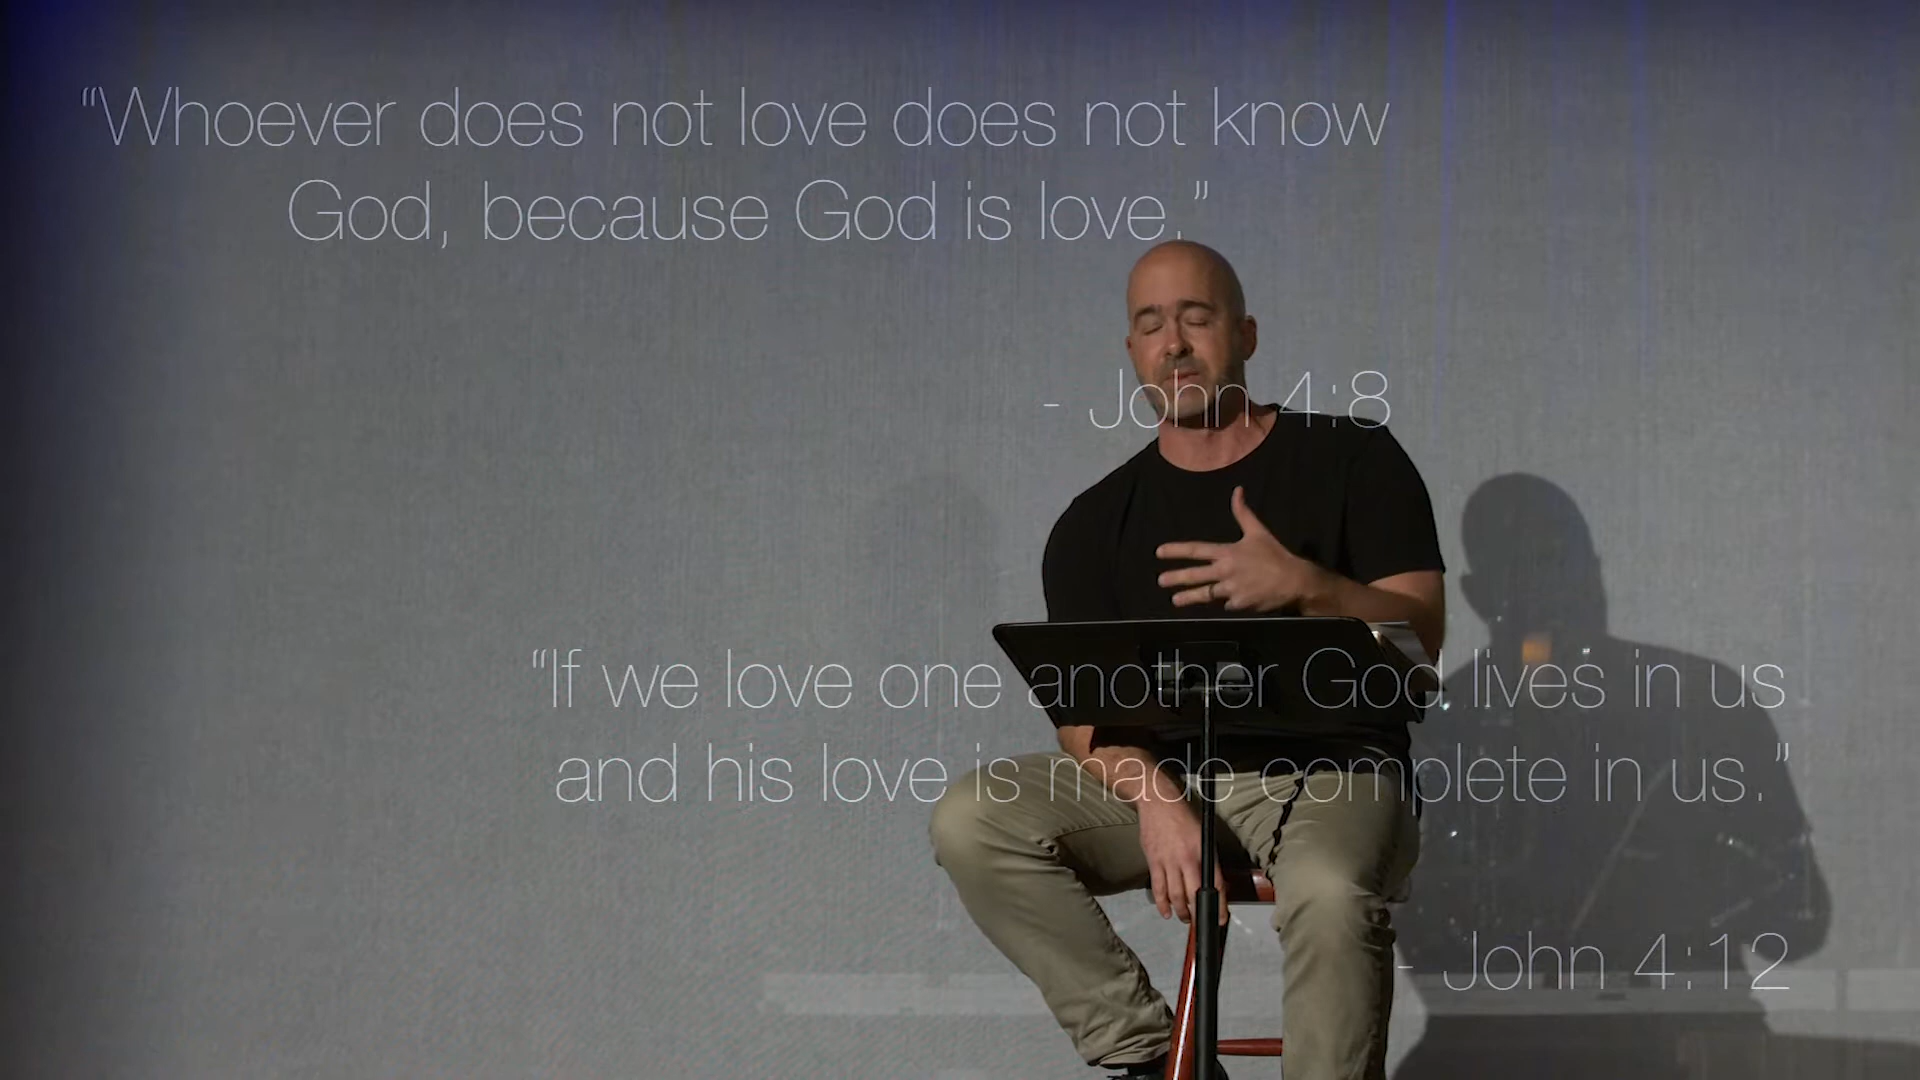 “Whoever does not love does not know
God, because God is love.”
- John 4:8
“If we love one another God lives in us
and his love is made complete in us.”
- John 4:12